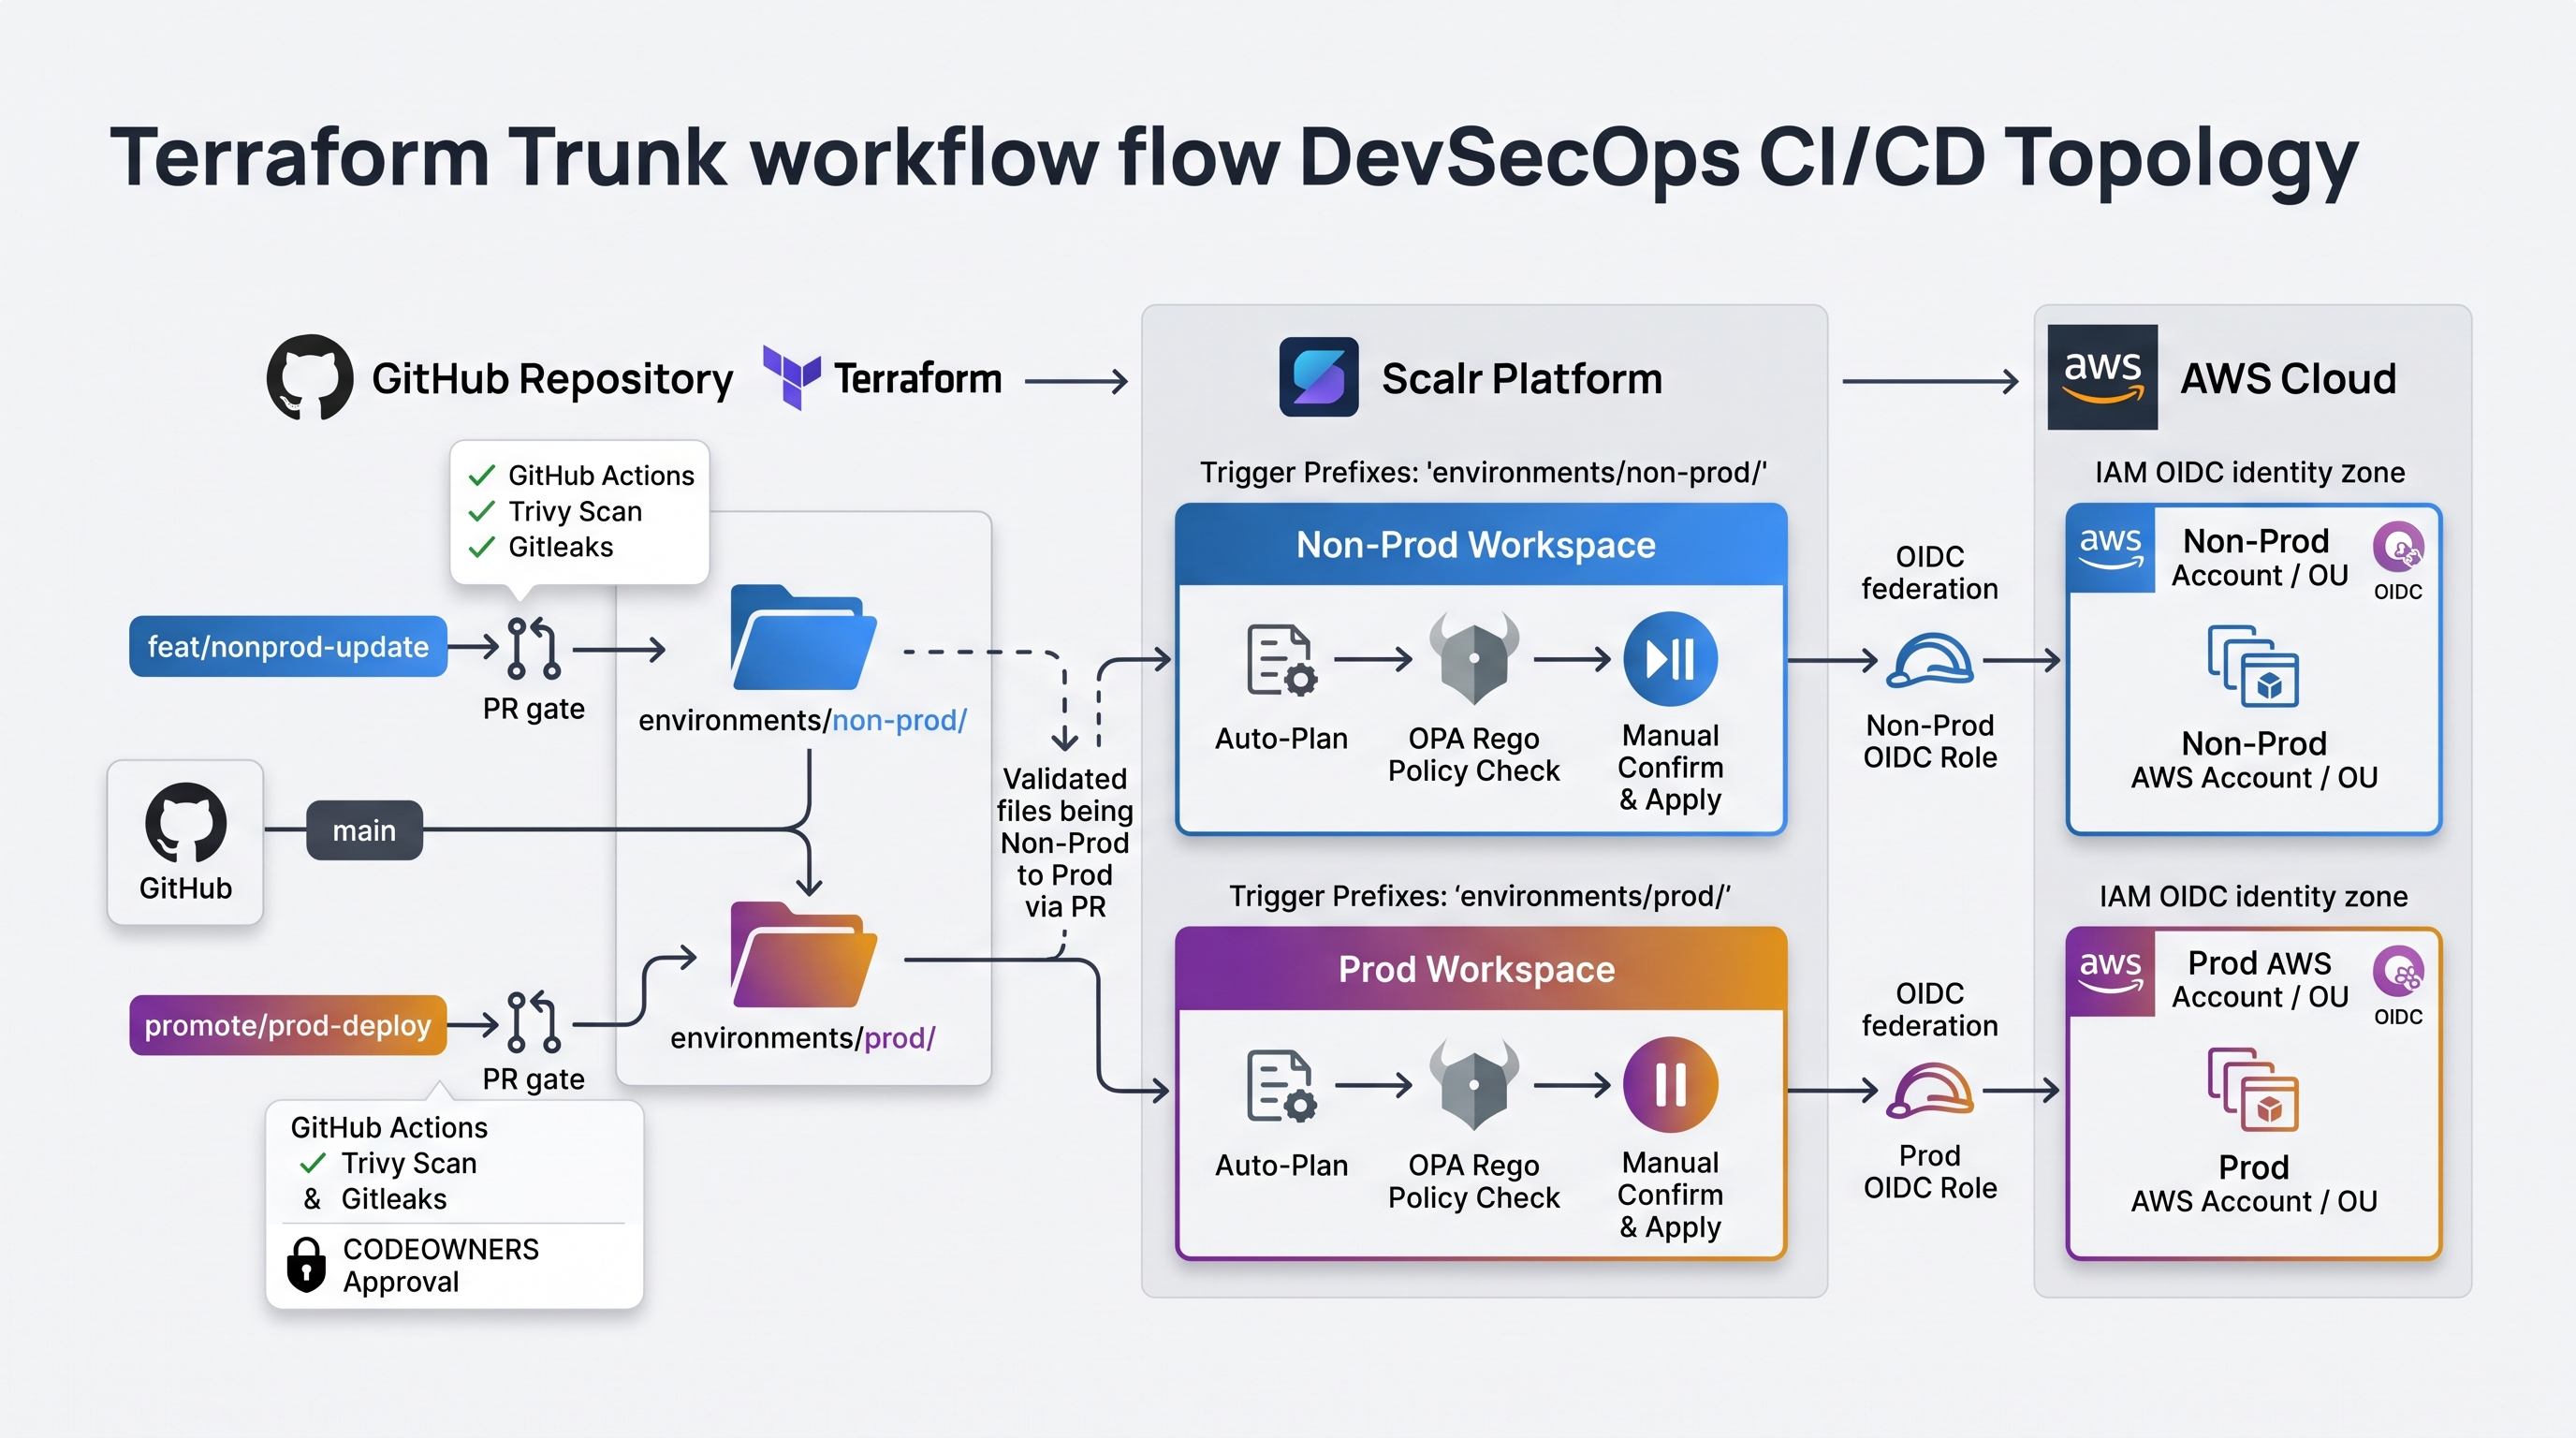 Terraform Trunk workflow flow DevSecOps CI/CD Topology
GitHub Repository
Terraform
Scalr Platform
aws
AWS Cloud
GitHub Actions
Trivy Scan
Gitleaks
feat/nonprod-update
PR gate
environments/non-prod/
GitHub
main
promote/prod-deploy
PR gate
environments/prod/
GitHub Actions
Trivy Scan
& Gitleaks
CODEOWNERS
Approval
Validated
files being
Non-Prod
to Prod
via PR
Trigger Prefixes: 'environments/non-prod/'
Non-Prod Workspace
Auto-Plan
OPA Rego
Policy Check
Manual
Confirm
& Apply
Trigger Prefixes: ‘environments/prod/’
Prod Workspace
Auto-Plan
OPA Rego
Policy Check
Manual
Confirm
& Apply
OIDC
federation
Non-Prod
OIDC Role
OIDC
federation
Prod
OIDC Role
IAM OIDC identity zone
aws
Non-Prod
Account / OU
OIDC
Non-Prod
AWS Account / OU
IAM OIDC identity zone
aws
Prod AWS
Account / OU
OIDC
Prod
AWS Account / OU